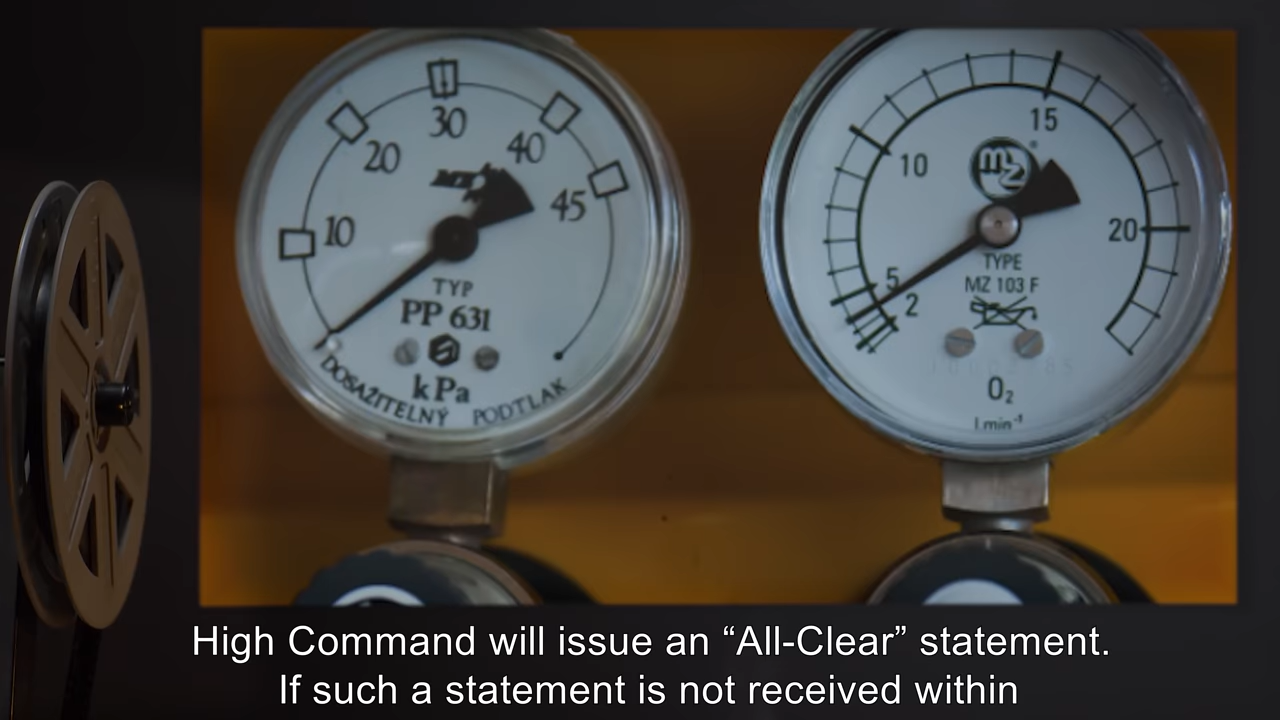 10
20
30
40
45
TYP
PP 631
kPa
DOSAŽITELNÝ PODTLAK
2
5
10
15
20
mz
TYPE
MZ 103 F
O₂
l.min⁻¹
High Command will issue an “All-Clear” statement.
If such a statement is not received within